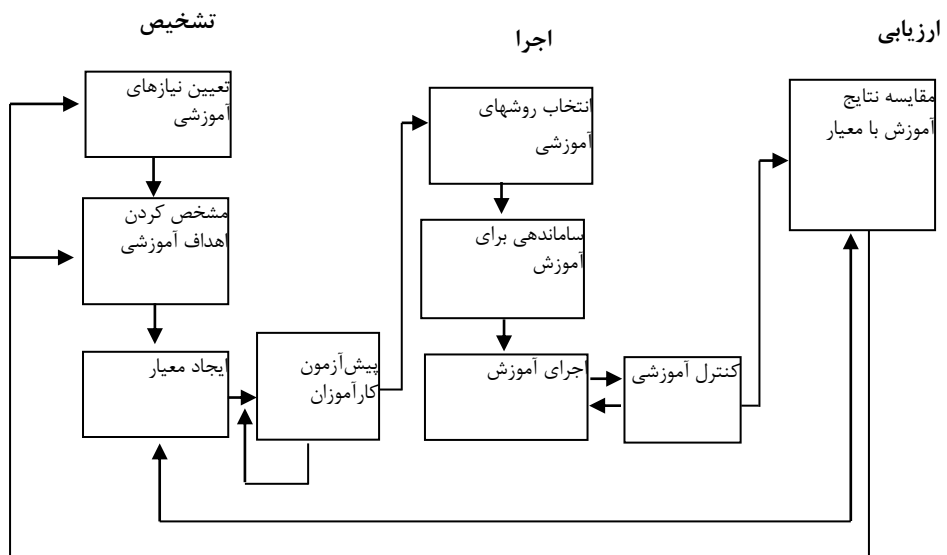 تشخیص
تعیین نیازهای
آموزشی
مشخص کردن
اهداف آموزشی
ایجاد معیار
پیش‌آزمون
کارآموزان
اجرا
انتخاب روشهای
آموزشی
ساماندهی برای
آموزش
اجرای آموزش
کنترل آموزشی
ارزیابی
مقایسه نتایج
آموزش با معیار